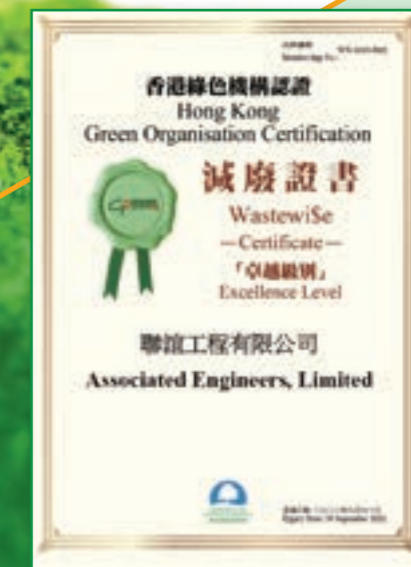 香港綠色機構認證
Hong Kong
Green Organisation Certification
減廢證書
Wastewi$e
—Certificate—
「卓越級別」
Excellence Level
聯誼工程有限公司
Associated Engineers, Limited